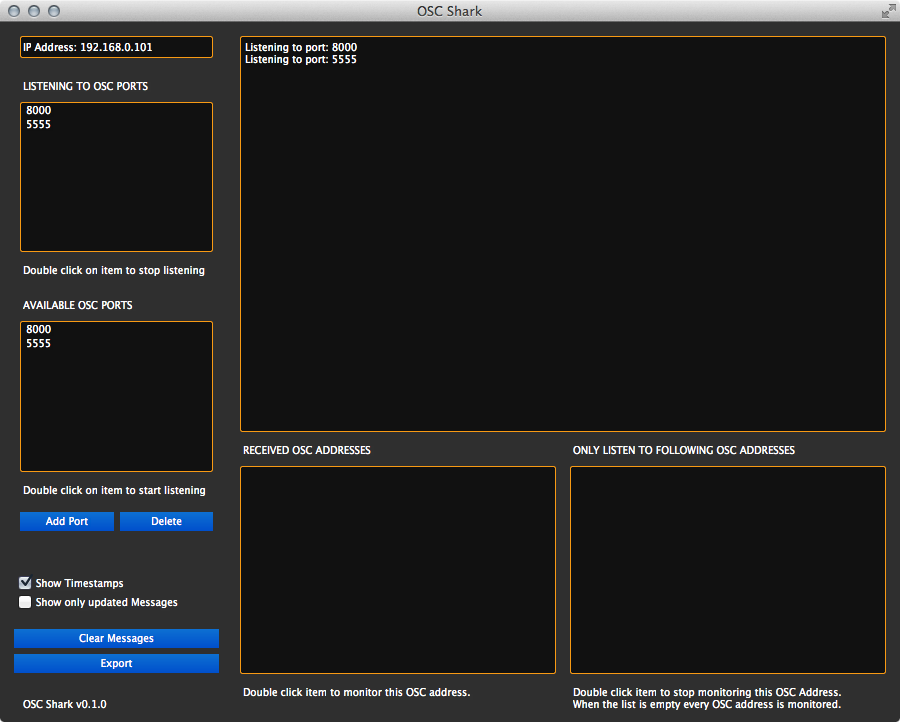 OSC Shark
IP Address: 192.168.0.101
LISTENING TO OSC PORTS
8000
5555
Double click on item to stop listening
AVAILABLE OSC PORTS
8000
5555
Double click on item to start listening
Add Port
Delete
Show Timestamps
Show only updated Messages
Clear Messages
Export
OSC Shark v0.1.0
Listening to port: 8000
Listening to port: 5555
RECEIVED OSC ADDRESSES
Double click item to monitor this OSC address.
ONLY LISTEN TO FOLLOWING OSC ADDRESSES
Double click item to stop monitoring this OSC Address.
When the list is empty every OSC address is monitored.